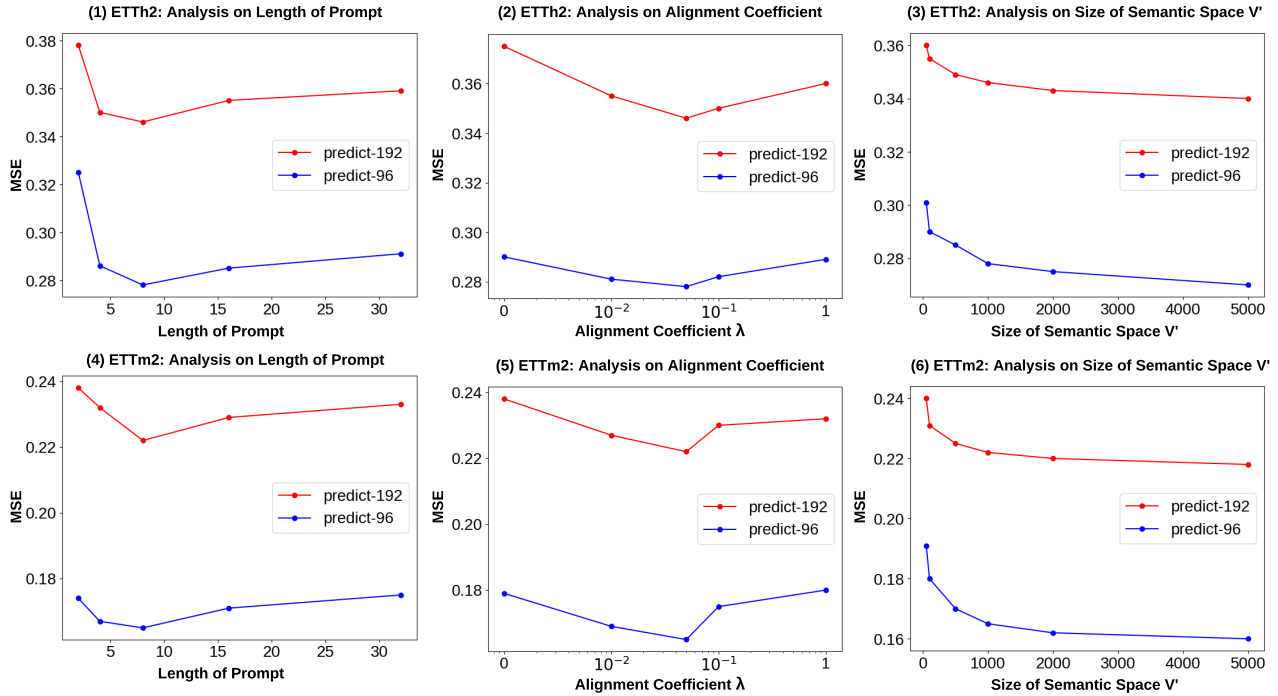 (1) ETTh2: Analysis on Length of Prompt
MSE
0.38
0.36
0.34
0.32
0.30
0.28
predict-192
predict-96
5 10 15 20 25 30
Length of Prompt
(2) ETTh2: Analysis on Alignment Coefficient
MSE
0.36
0.34
0.32
0.30
0.28
predict-192
predict-96
0 10⁻² 10⁻¹ 1
Alignment Coefficient λ
(3) ETTh2: Analysis on Size of Semantic Space V'
MSE
0.36
0.34
0.32
0.30
0.28
predict-192
predict-96
0 1000 2000 3000 4000 5000
Size of Semantic Space V'
(4) ETTm2: Analysis on Length of Prompt
MSE
0.24
0.22
0.20
0.18
predict-192
predict-96
5 10 15 20 25 30
Length of Prompt
(5) ETTm2: Analysis on Alignment Coefficient
MSE
0.24
0.22
0.20
0.18
predict-192
predict-96
0 10⁻² 10⁻¹ 1
Alignment Coefficient λ
(6) ETTm2: Analysis on Size of Semantic Space V'
MSE
0.24
0.22
0.20
0.18
0.16
predict-192
predict-96
0 1000 2000 3000 4000 5000
Size of Semantic Space V'